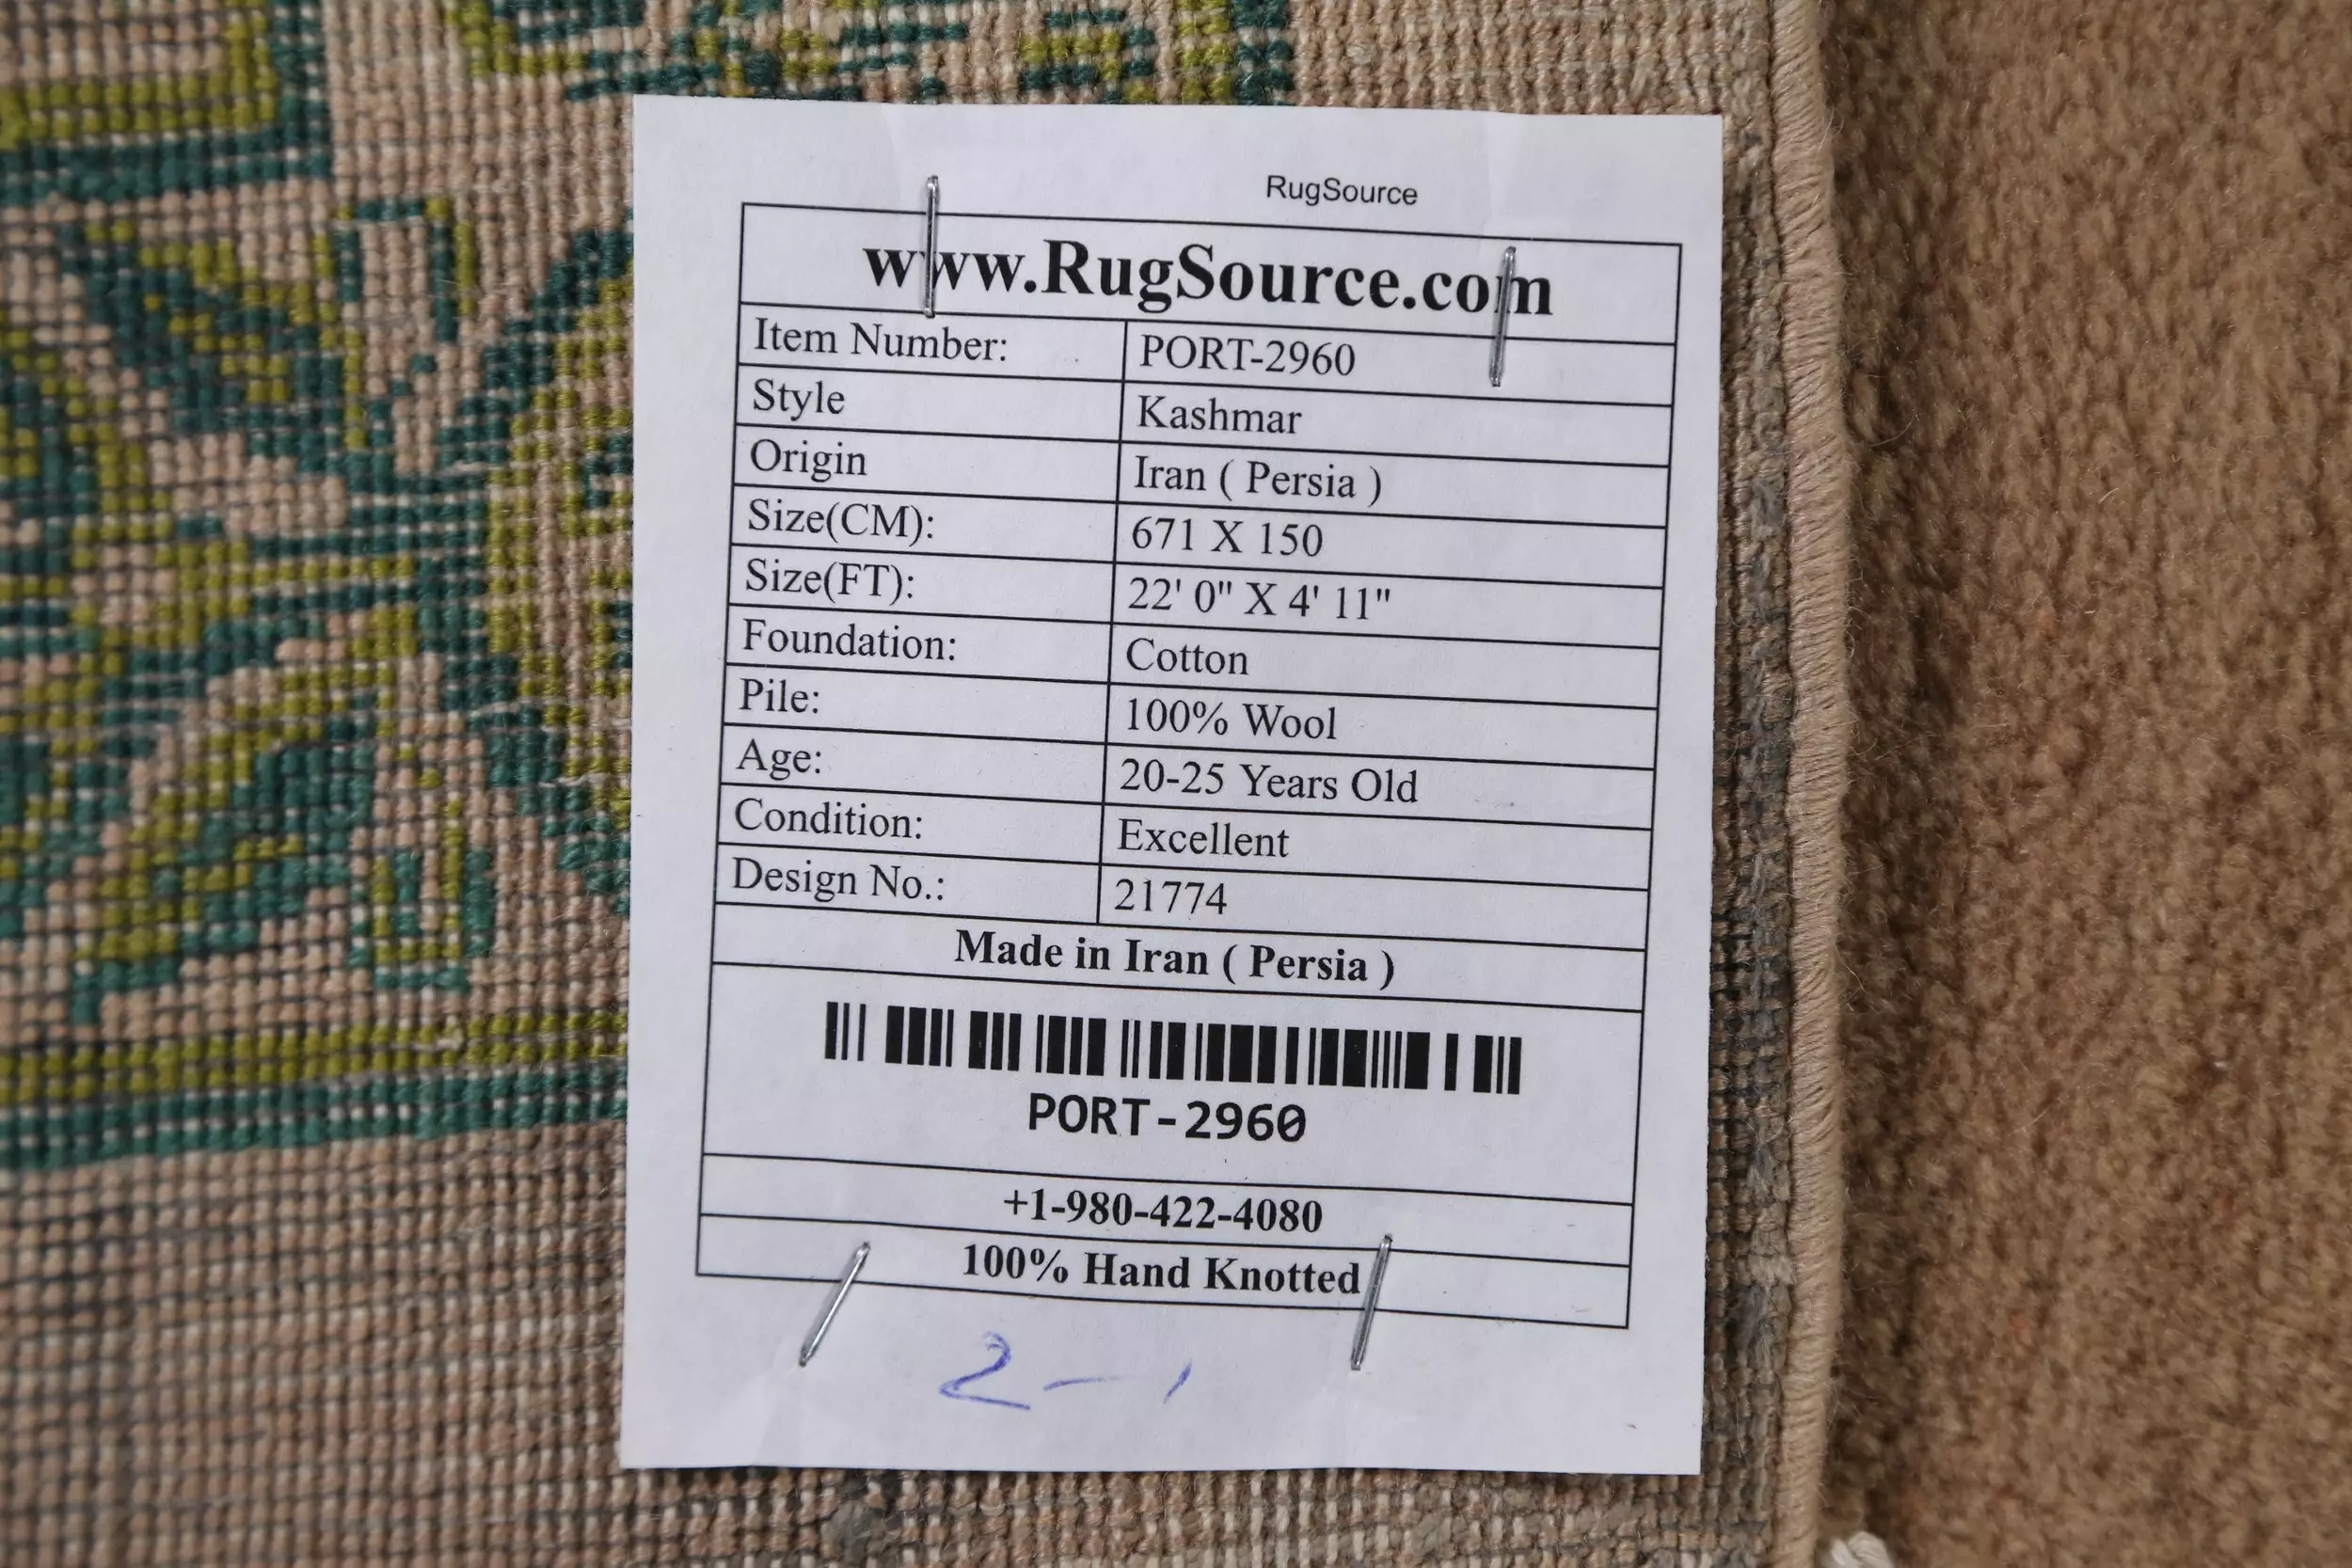 RugSource
www.RugSource.com
Item Number: PORT-2960
Style Kashmar
Origin Iran ( Persia )
Size(CM): 671 X 150
Size(FT): 22' 0" X 4' 11"
Foundation: Cotton
Pile: 100% Wool
Age: 20-25 Years Old
Condition: Excellent
Design No.: 21774
Made in Iran ( Persia )
PORT-2960
+1-980-422-4080
100% Hand Knotted
2-1